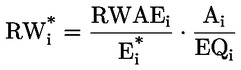 RW_i^* = \frac{RWAE_i}{E_i^*} \cdot \frac{A_i}{EQ_i}